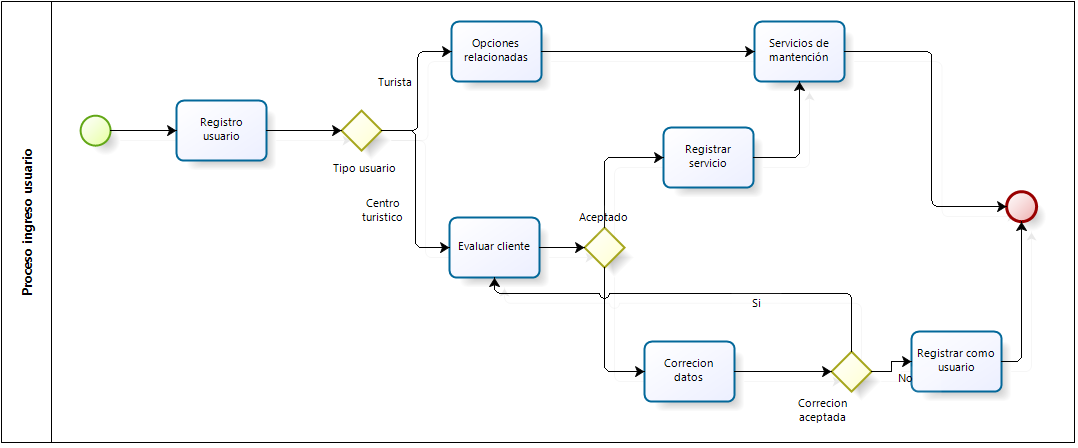 Proceso ingreso usuario
Registro
usuario
Tipo usuario
Turista
Centro
turistico
Opciones
relacionadas
Servicios de
mantención
Registrar
servicio
Evaluar cliente
Aceptado
Si
Correcion
datos
Correcion
aceptada
No
Registrar como
usuario